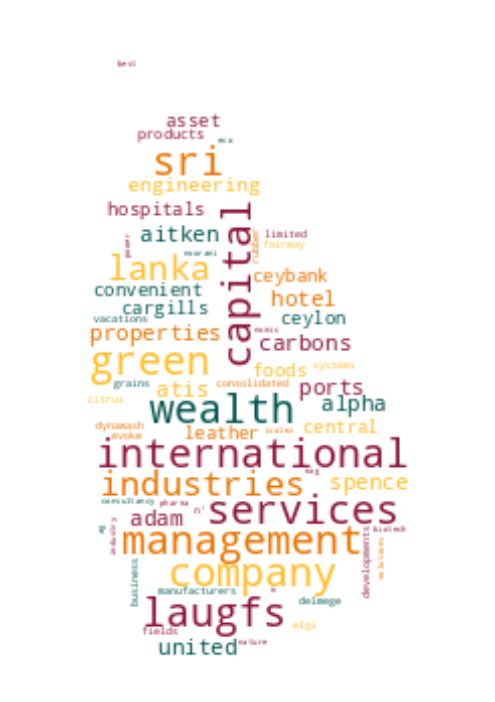 best
asset
products
eco
sri
engineering
hospitals
capital
aitken
limited
power
rubber
fairway
lanka
ceybank
convenient
hotel
cargills
vacations
ceylon
properties
carbons
green
foods
systems
grains
atis
consolidated
ports
citrus
wealth
alpha
dynawash
evoke
leather
central
international
industries
spence
consultancy
pharma
services
adam
n'
industry
biotech
management
developments
solutions
company
business
manufacturers
laugfs
delmege
elgi
fields
united
nature